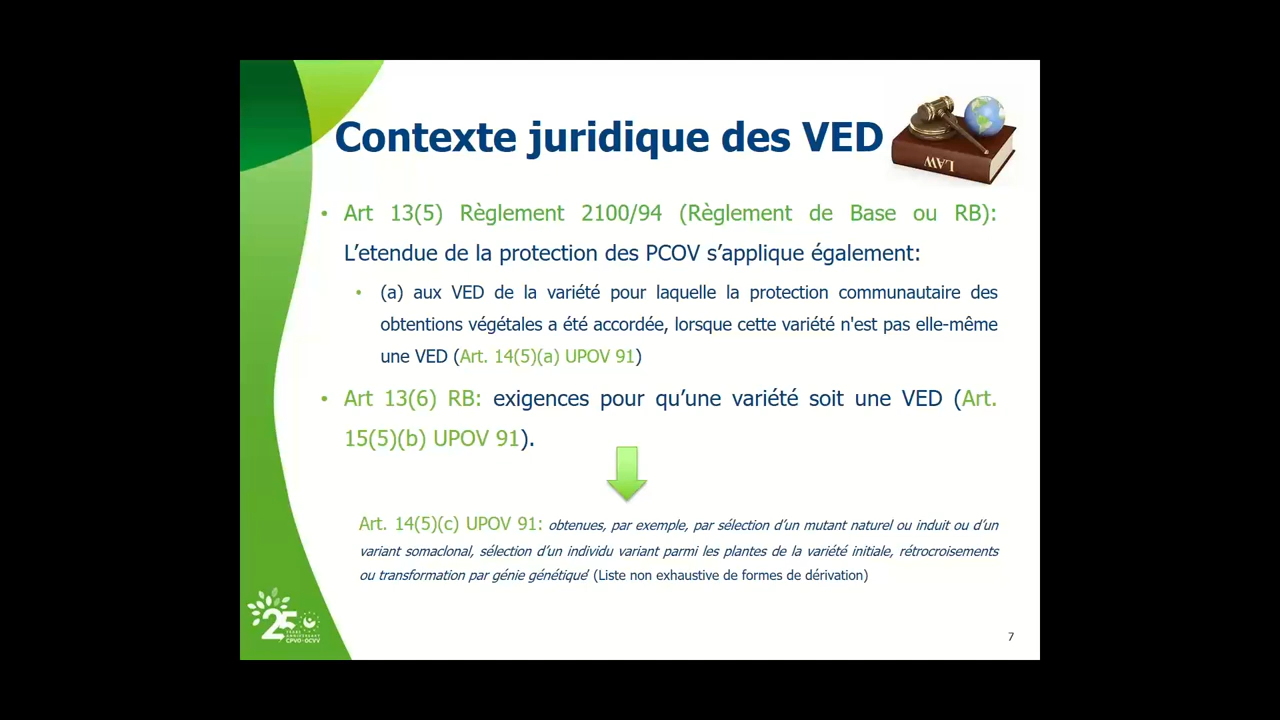 Contexte juridique des VED
LAW
• Art 13(5) Règlement 2100/94 (Règlement de Base ou RB):
L’etendue de la protection des PCOV s’applique également:
• (a) aux VED de la variété pour laquelle la protection communautaire des
obtentions végétales a été accordée, lorsque cette variété n'est pas elle-même
une VED (Art. 14(5)(a) UPOV 91)
• Art 13(6) RB: exigences pour qu’une variété soit une VED (Art.
15(5)(b) UPOV 91).
Art. 14(5)(c) UPOV 91: obtenues, par exemple, par sélection d’un mutant naturel ou induit ou d’un
variant somaclonal, sélection d’un individu variant parmi les plantes de la variété initiale, rétrocroisements
ou transformation par génie génétique’ (Liste non exhaustive de formes de dérivation)
25
YEARS
ANNIVERSARY
CPVO•OCVV
7